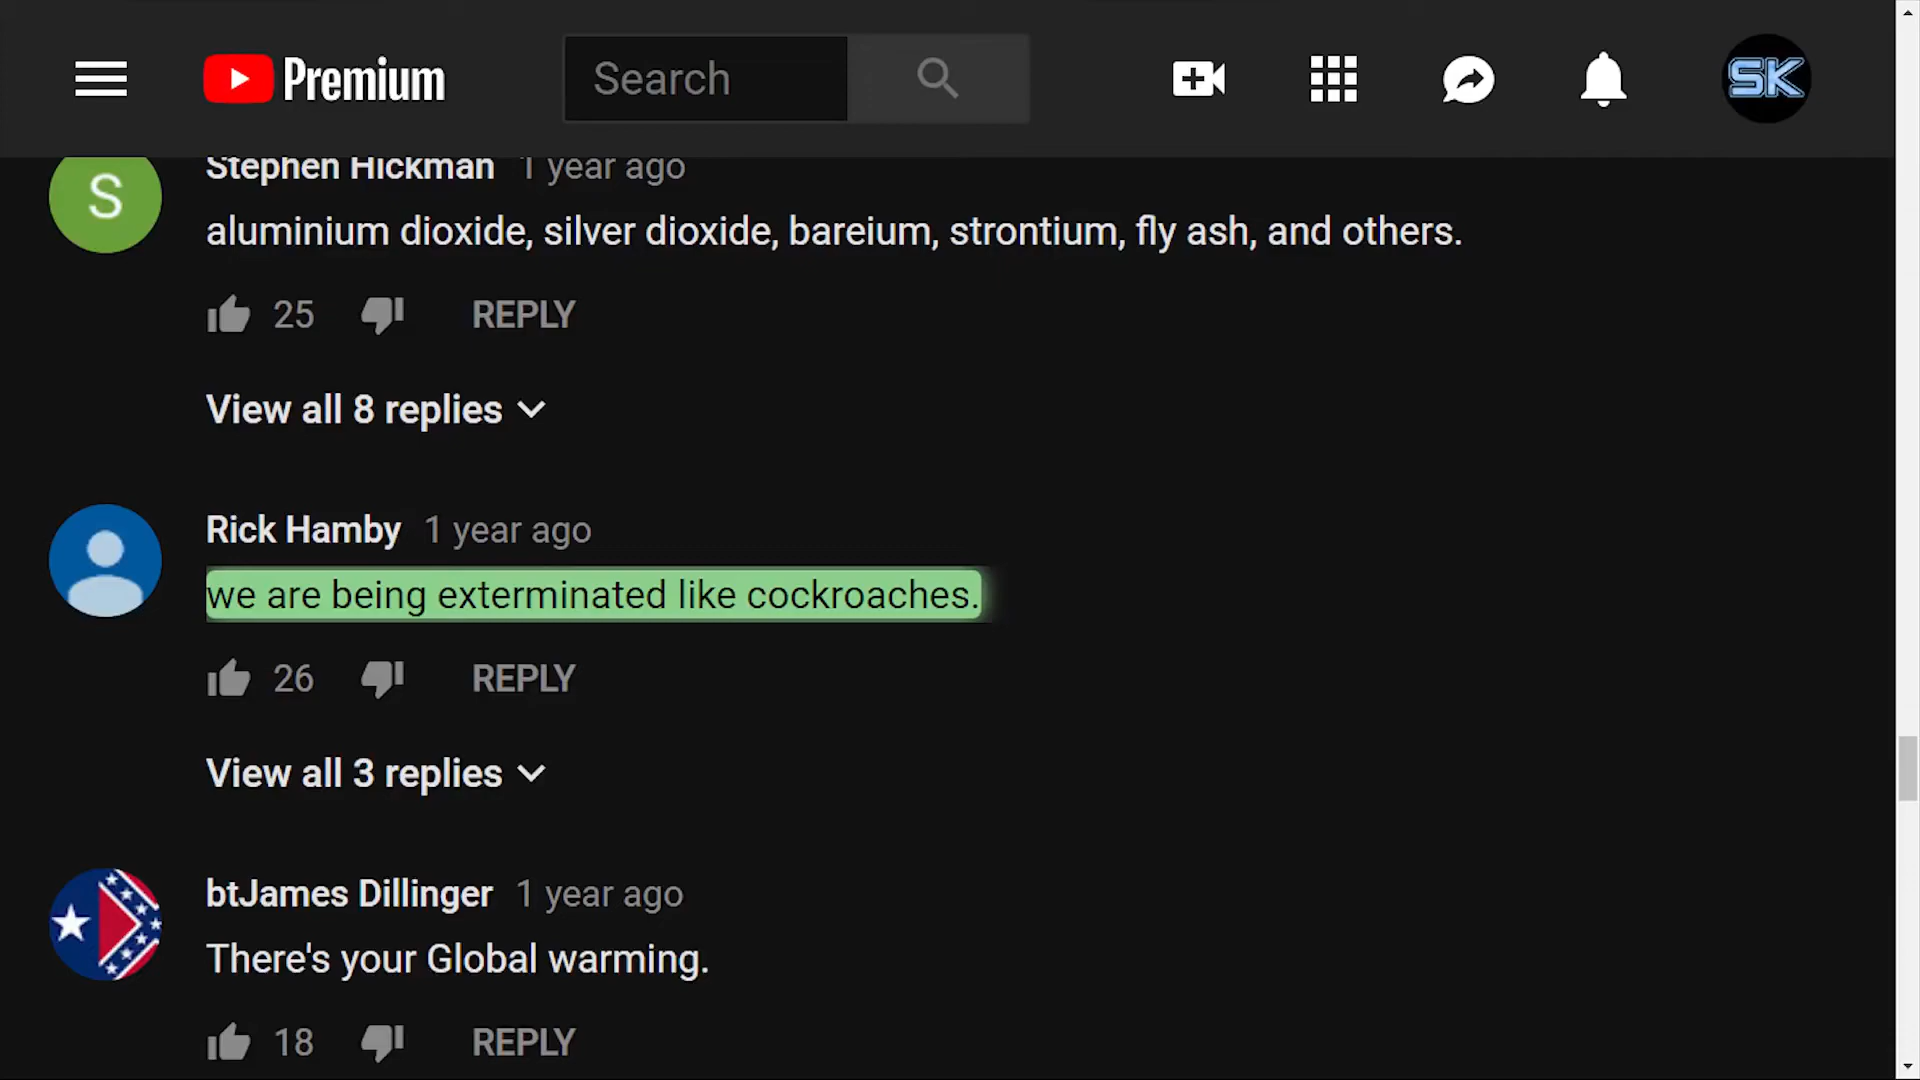 Premium
Search
SK
S
Stephen Hickman 1 year ago
aluminium dioxide, silver dioxide, bareium, strontium, fly ash, and others.
25 REPLY
View all 8 replies
Rick Hamby 1 year ago
we are being exterminated like cockroaches.
26 REPLY
View all 3 replies
btJames Dillinger 1 year ago
There's your Global warming.
18 REPLY